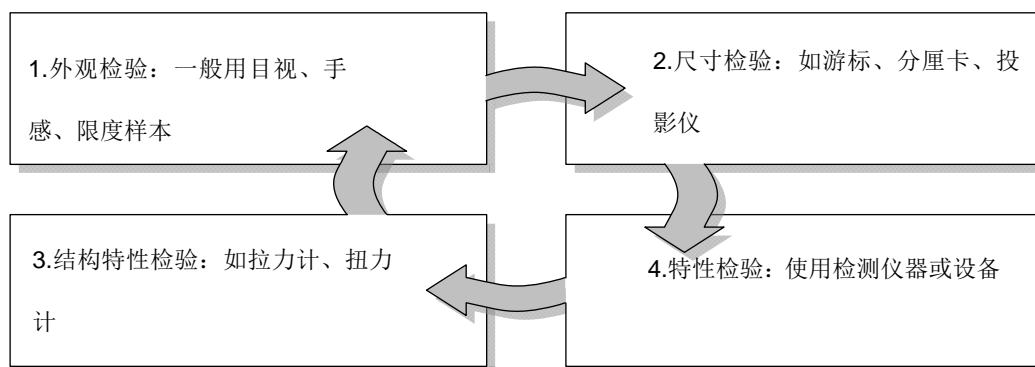 1.外观检验：一般用目视、手
感、限度样本
2.尺寸检验：如游标、分厘卡、投
影仪
3.结构特性检验：如拉力计、扭力
计
4.特性检验：使用检测仪器或设备